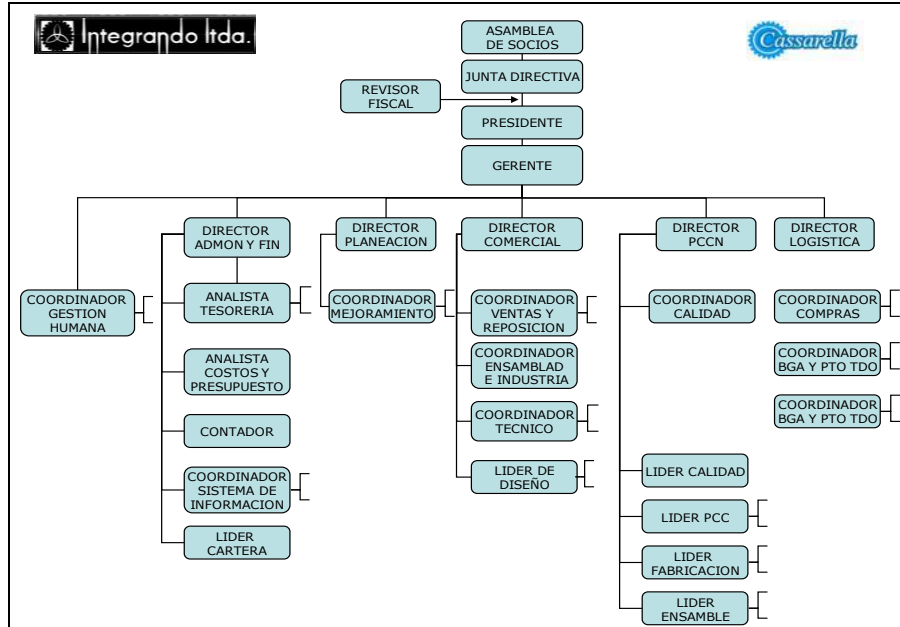 Integrando ltda.
Cassarella
ASAMBLEA
DE SOCIOS
JUNTA DIRECTIVA
REVISOR
FISCAL
PRESIDENTE
GERENTE
DIRECTOR
ADMON Y FIN
DIRECTOR
PLANEACION
DIRECTOR
COMERCIAL
DIRECTOR
PCCN
DIRECTOR
LOGISTICA
COORDINADOR
GESTION
HUMANA
ANALISTA
TESORERIA
COORDINADOR
MEJORAMIENTO
COORDINADOR
VENTAS Y
REPOSICION
COORDINADOR
CALIDAD
COORDINADOR
COMPRAS
ANALISTA
COSTOS Y
PRESUPUESTO
COORDINADOR
ENSAMBLAD
E INDUSTRIA
COORDINADOR
BGA Y PTO TDO
CONTADOR
COORDINADOR
TECNICO
COORDINADOR
BGA Y PTO TDO
COORDINADOR
SISTEMA DE
INFORMACION
LIDER DE
DISEÑO
LIDER CALIDAD
LIDER
CARTERA
LIDER PCC
LIDER
FABRICACION
LIDER
ENSAMBLE